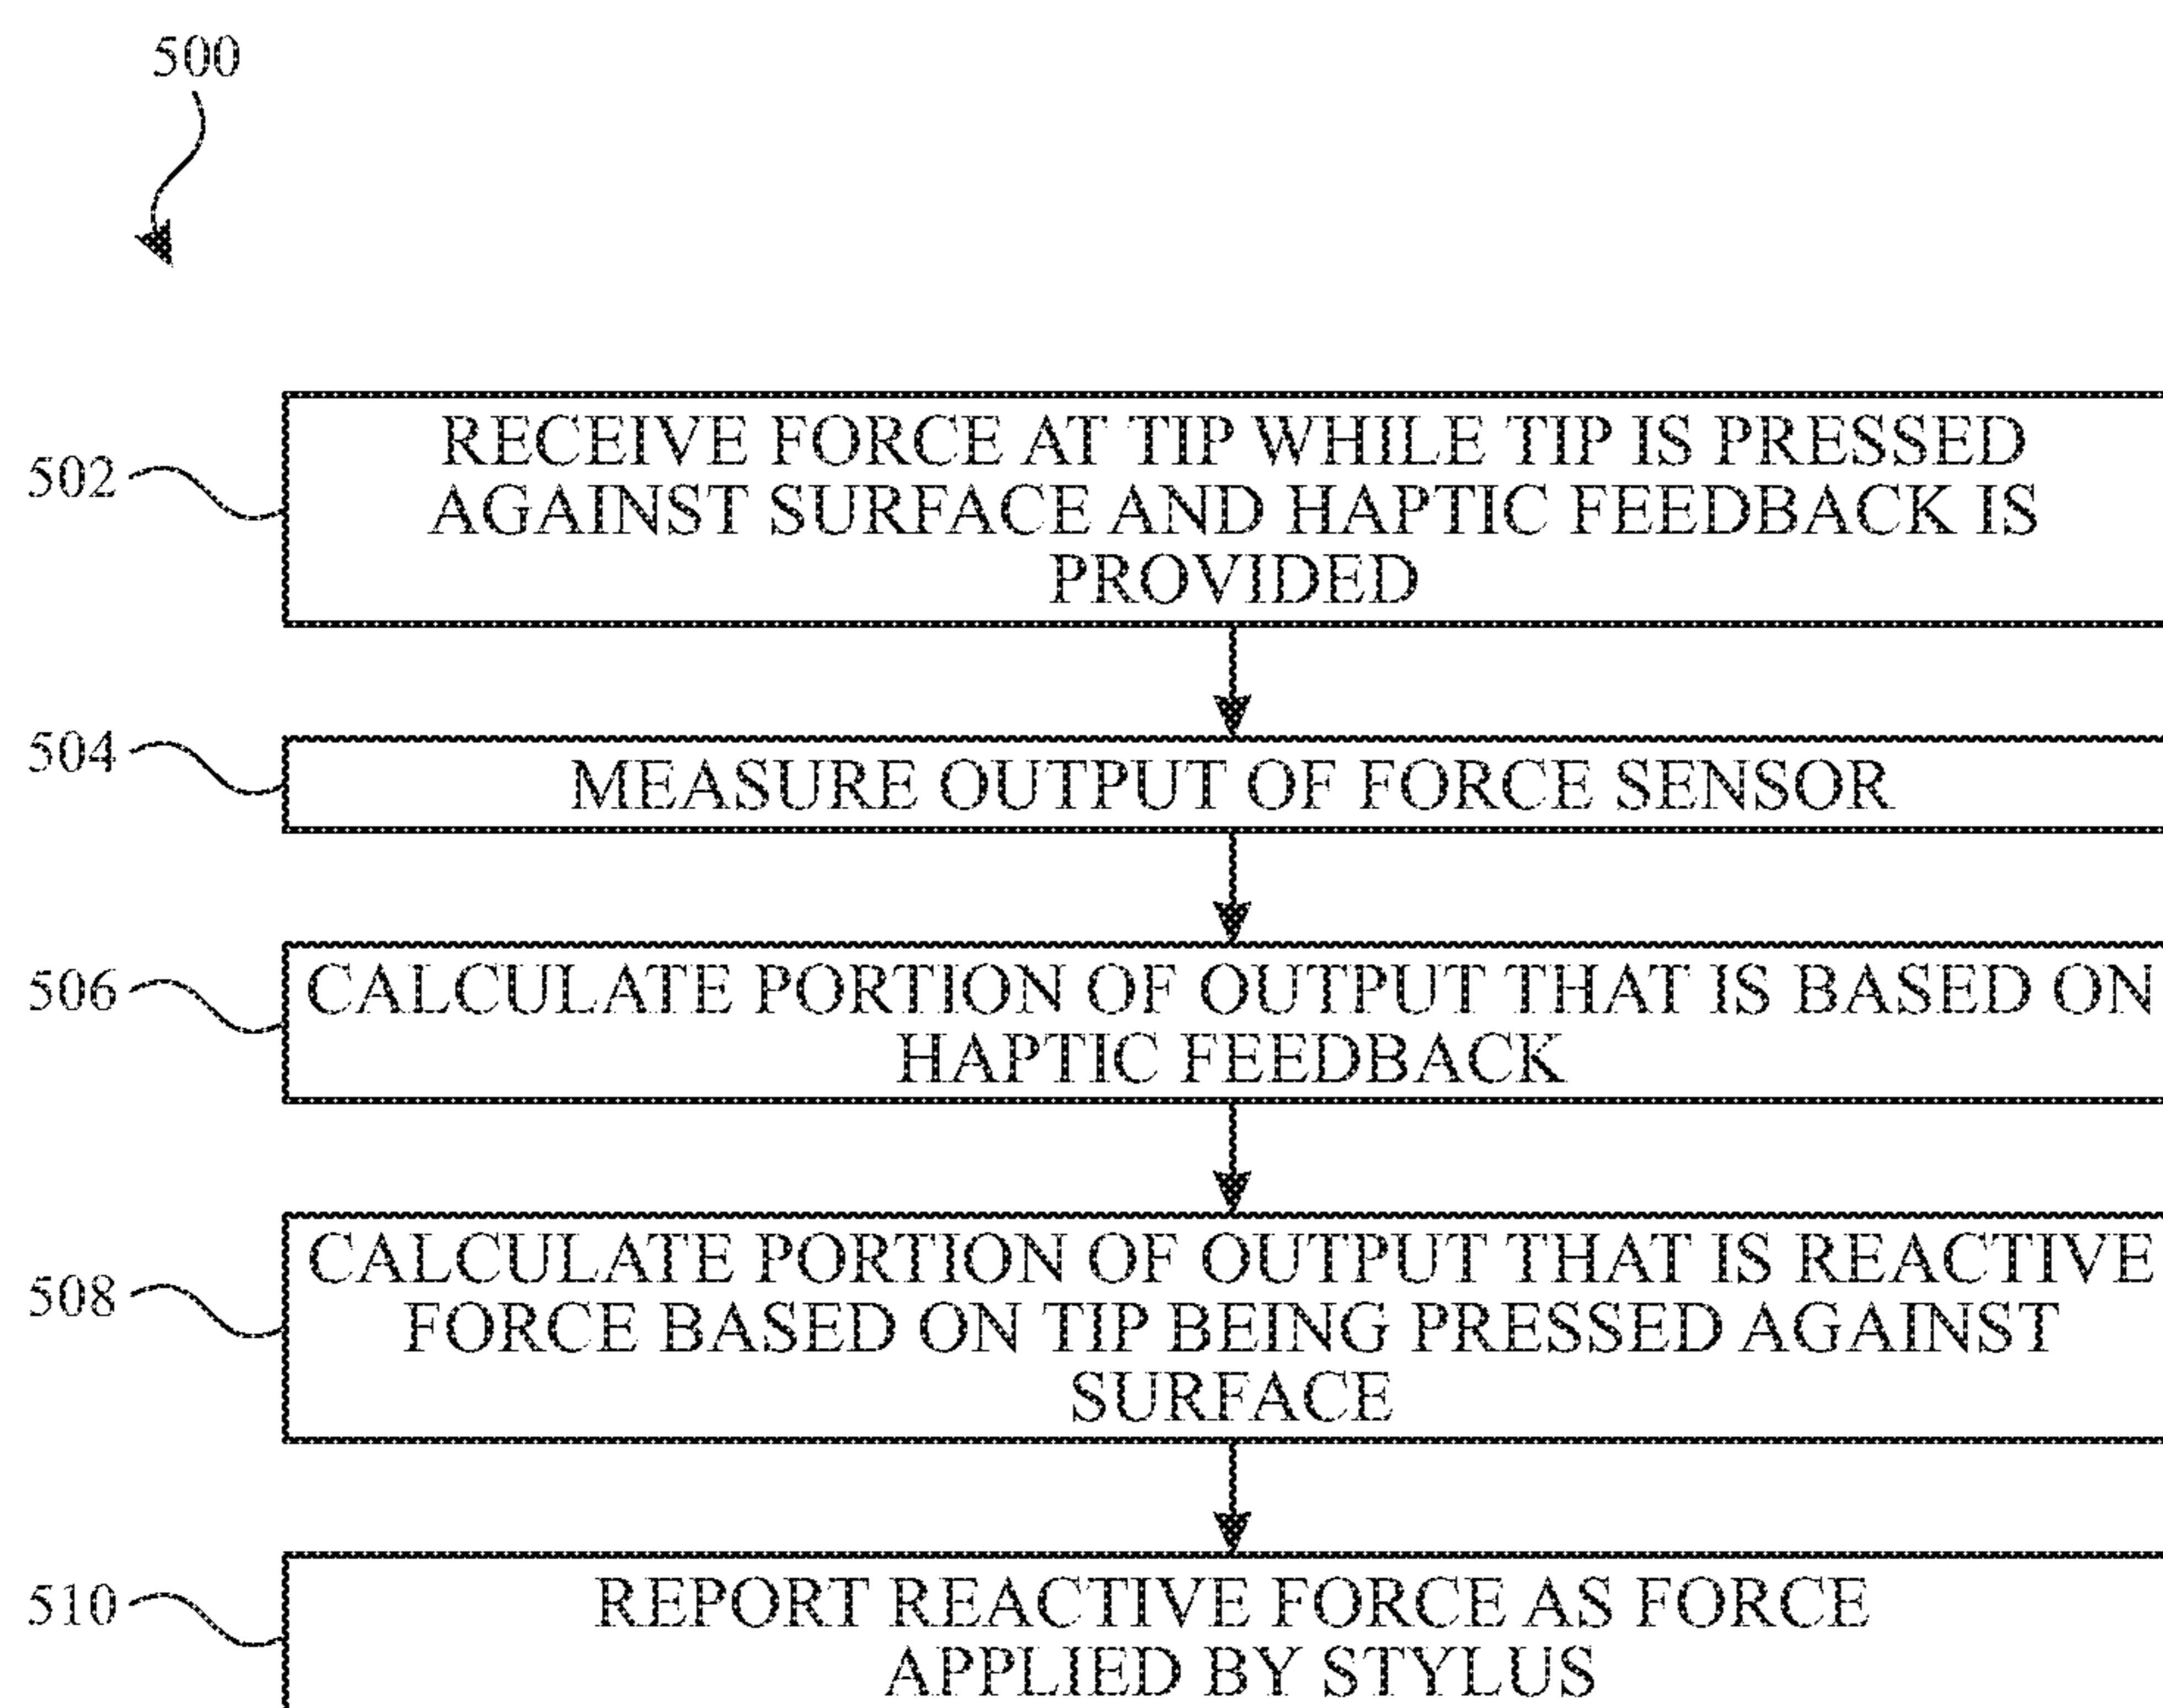 500
502
RECEIVE FORCE AT TIP WHILE TIP IS PRESSED
AGAINST SURFACE AND HAPTIC FEEDBACK IS
PROVIDED
504
MEASURE OUTPUT OF FORCE SENSOR
506
CALCULATE PORTION OF OUTPUT THAT IS BASED ON
HAPTIC FEEDBACK
508
CALCULATE PORTION OF OUTPUT THAT IS REACTIVE
FORCE BASED ON TIP BEING PRESSED AGAINST
SURFACE
510
REPORT REACTIVE FORCE AS FORCE
APPLIED BY STYLUS